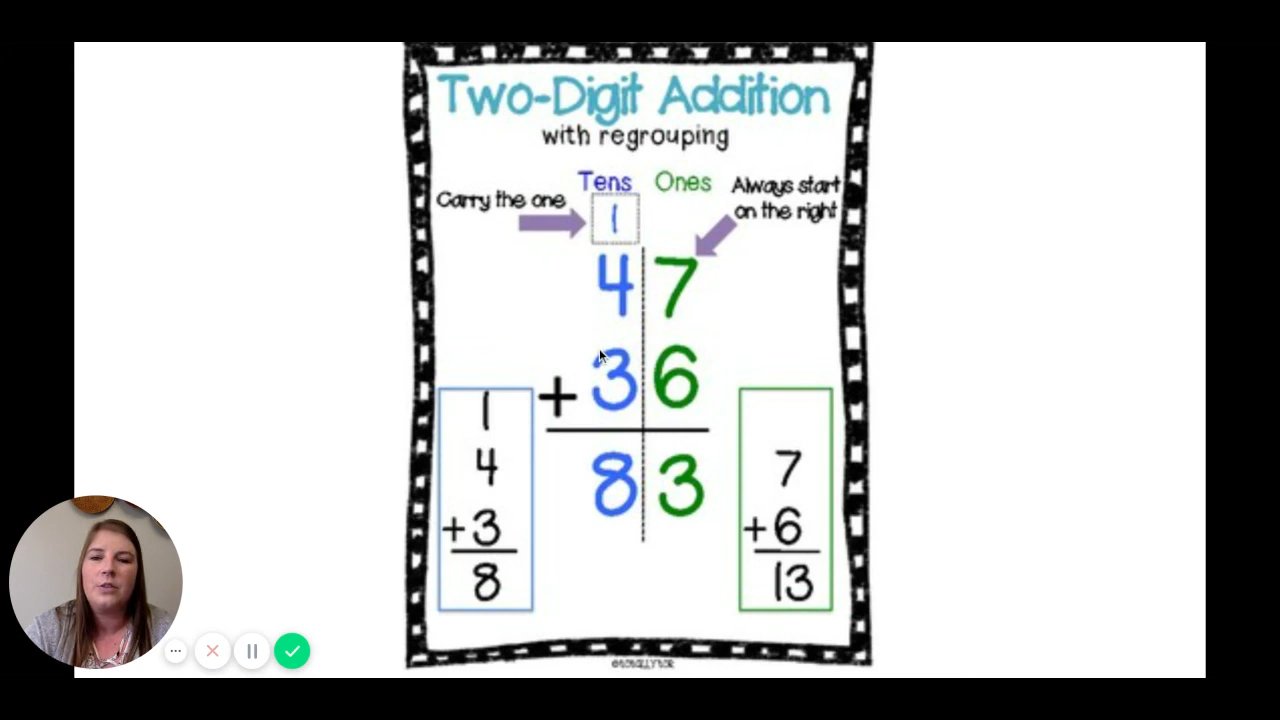 Two-Digit Addition
with regrouping
Tens Ones
Carry the one
Always start
on the right
1
4 7
+ 3 6
8 3
1
4
+3
8
7
+6
13